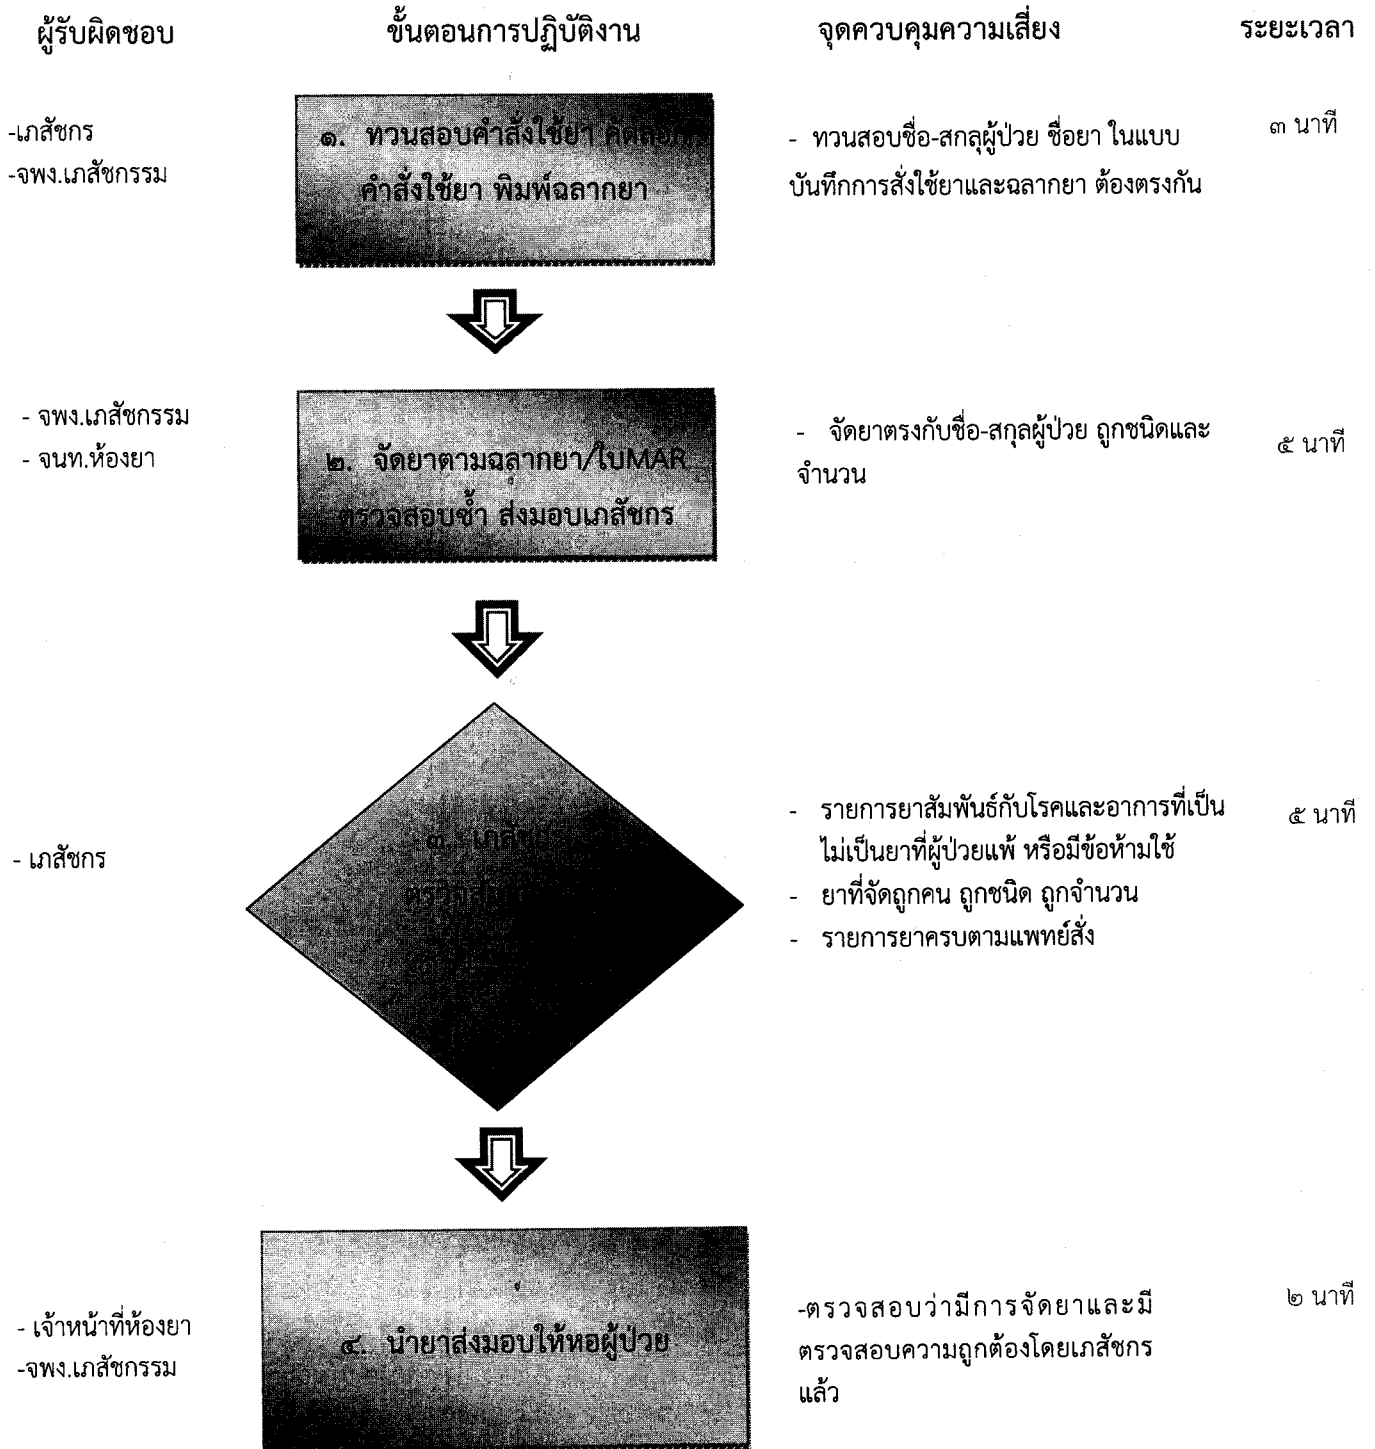 ผู้รับผิดชอบ ขั้นตอนการปฏิบัติงาน จุดควบคุมความเสี่ยง ระยะเวลา
-เภสัชกร
-จพง.เภสัชกรรม
๑. ทวนสอบคำสั่งใช้ยา คัดลอก
คำสั่งใช้ยา พิมพ์ฉลากยา
- ทวนสอบชื่อ-สกลุผู้ป่วย ชื่อยา ในแบบ
บันทึกการสั่งใช้ยาและฉลากยา ต้องตรงกัน
๓ นาที
- จพง.เภสัชกรรม
- จนท.ห้องยา
๒. จัดยาตามฉลากยา/ใบMAR
ตรวจสอบซ้ำ ส่งมอบเภสัชกร
- จัดยาตรงกับชื่อ-สกุลผู้ป่วย ถูกชนิดและ
จำนวน
๕ นาที
- เภสัชกร
๓. เภสัชกร
ตรวจสอบ
- รายการยาสัมพันธ์กับโรคและอาการที่เป็น
ไม่เป็นยาที่ผู้ป่วยแพ้ หรือมีข้อห้ามใช้
- ยาที่จัดถูกคน ถูกชนิด ถูกจำนวน
- รายการยาครบตามแพทย์สั่ง
๕ นาที
- เจ้าหน้าที่ห้องยา
-จพง.เภสัชกรรม
๔. นำยาส่งมอบให้หอผู้ป่วย
-ตรวจสอบว่ามีการจัดยาและมี
ตรวจสอบความถูกต้องโดยเภสัชกร
แล้ว
๒ นาที